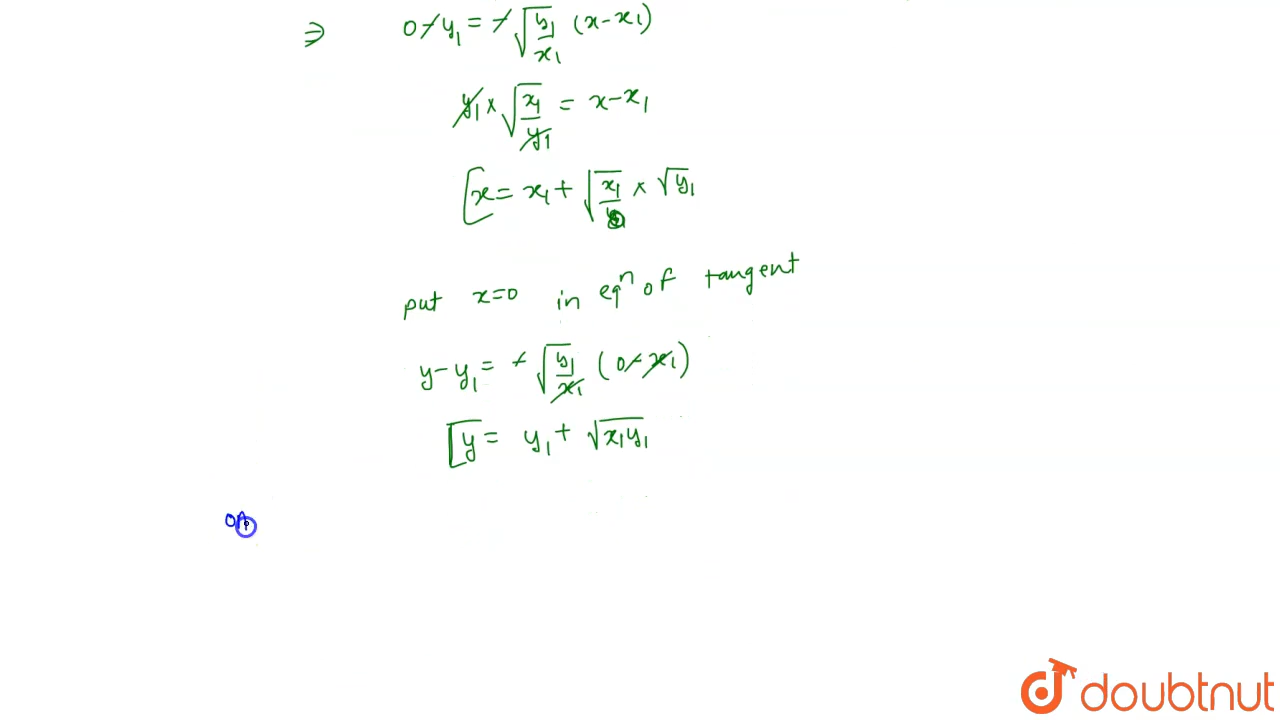 ⇒ 0 - y₁ = -√(y₁/x₁) (x - x₁)
y₁ × √(x₁/y₁) = x - x₁
[x = x₁ + √(x₁/y₁) × √y₁
put x=0 in eqⁿ of tangent
y - y₁ = -√(y₁/x₁) (0 - x₁)
[y = y₁ + √(x₁y₁)
doubtnut